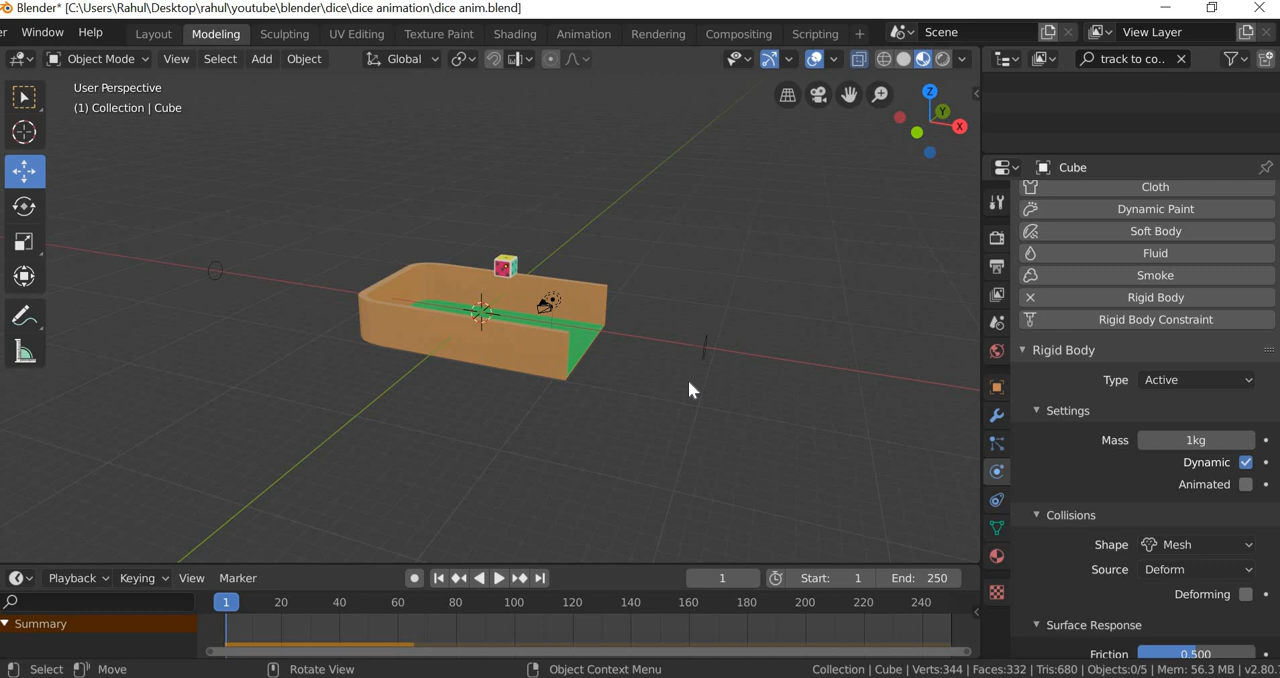 Blender* [C:\Users\Rahul\Desktop\rahul\youtube\blender\dice\dice animation\dice anim.blend]
Window Help Layout Modeling Sculpting UV Editing Texture Paint Shading Animation Rendering Compositing Scripting + Scene View Layer
Object Mode View Select Add Object Global track to co..
User Perspective
(1) Collection | Cube
Z
Y
X
Cube
Cloth
Dynamic Paint
Soft Body
Fluid
Smoke
Rigid Body
Rigid Body Constraint
Rigid Body
Type Active
Settings
Mass 1kg
Dynamic
Animated
Collisions
Shape Mesh
Source Deform
Deforming
Surface Response
Friction 0.500
Playback Keying View Marker 1 Start: 1 End: 250
1 20 40 60 80 100 120 140 160 180 200 220 240
Summary
Select Move Rotate View Object Context Menu Collection | Cube | Verts:344 | Faces:332 | Tris:680 | Objects:0/5 | Mem: 56.3 MB | v2.80.